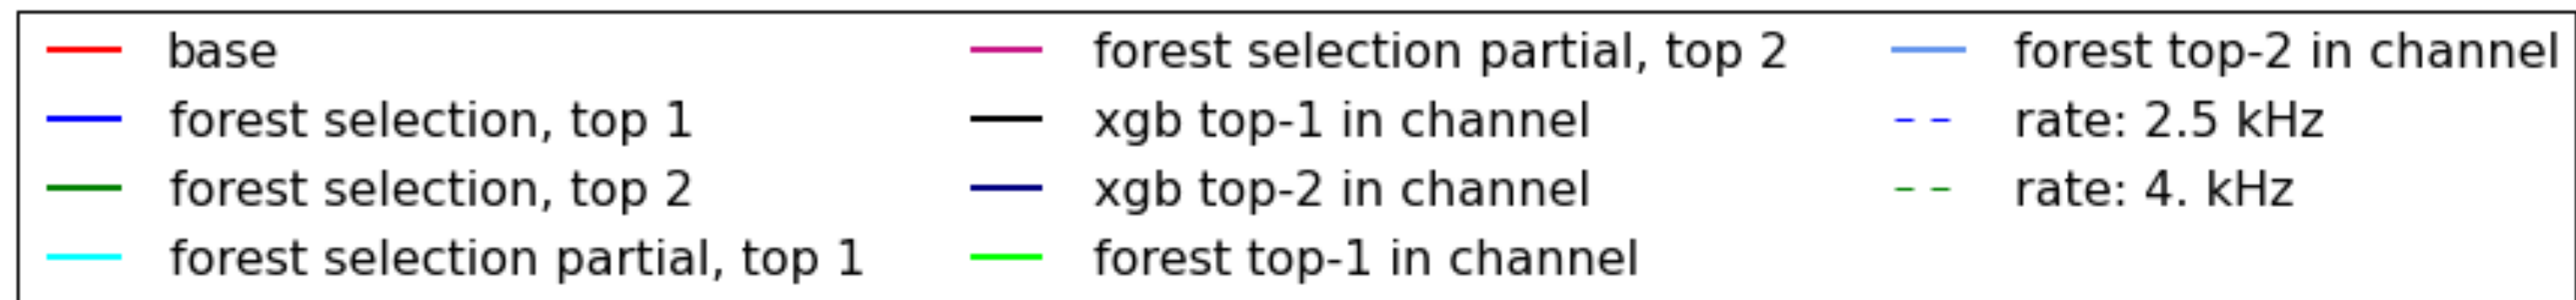 base
forest selection, top 1
forest selection, top 2
forest selection partial, top 1
forest selection partial, top 2
xgb top-1 in channel
xgb top-2 in channel
forest top-1 in channel
forest top-2 in channel
rate: 2.5 kHz
rate: 4. kHz